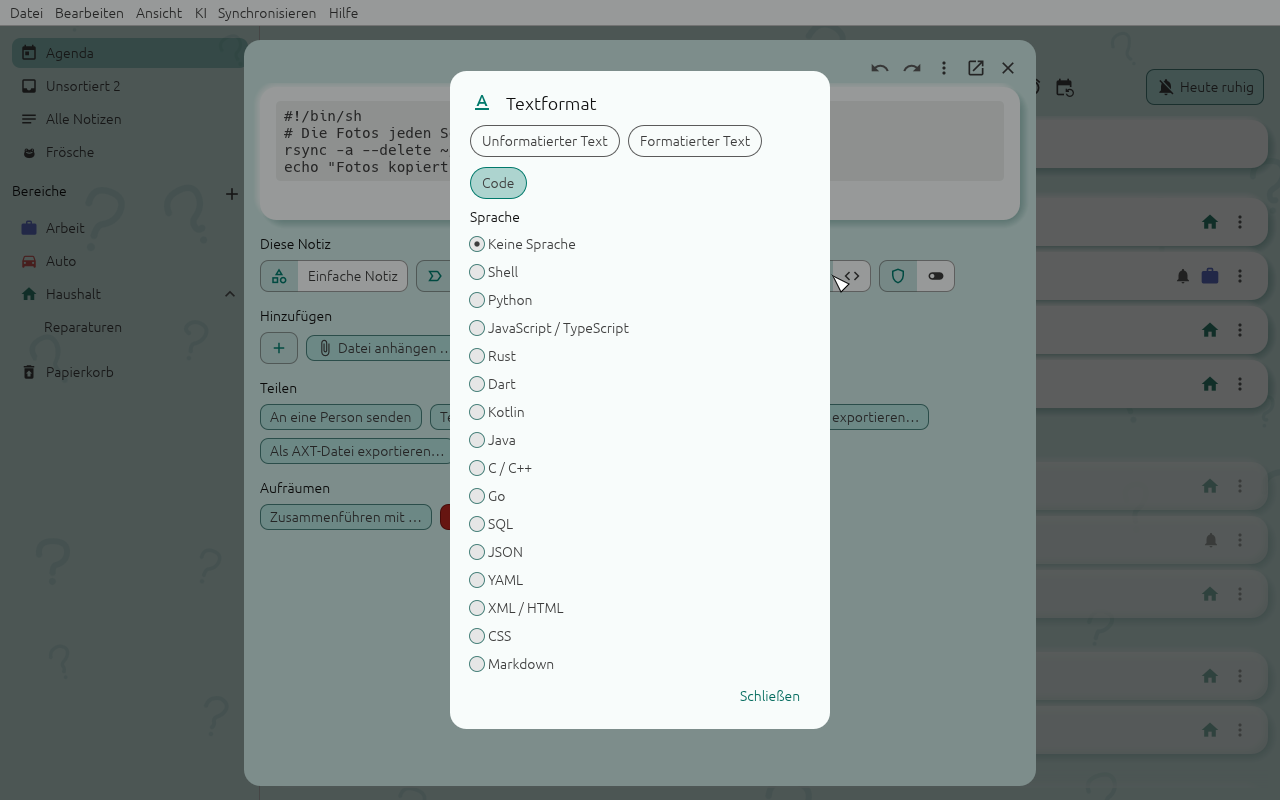 Datei Bearbeiten Ansicht KI Synchronisieren Hilfe
Agenda
Unsortiert 2
Alle Notizen
Frösche
Bereiche
Arbeit
Auto
Haushalt
Reparaturen
Papierkorb
Heute ruhig
#!/bin/sh
# Die Fotos jeden
rsync -a --delete ~
echo "Fotos kopiert
Diese Notiz
Einfache Notiz
Hinzufügen
Datei anhängen ...
Teilen
An eine Person senden
exportieren…
Als AXT-Datei exportieren…
Aufräumen
Zusammenführen mit …
Textformat
Unformatierter Text
Formatierter Text
Code
Sprache
Keine Sprache
Shell
Python
JavaScript / TypeScript
Rust
Dart
Kotlin
Java
C / C++
Go
SQL
JSON
YAML
XML / HTML
CSS
Markdown
Schließen